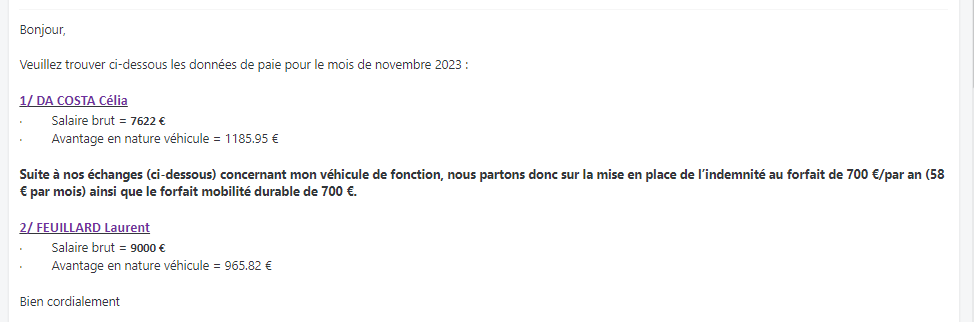 Bonjour,
Veuillez trouver ci-dessous les données de paie pour le mois de novembre 2023 :
1/ DA COSTA Célia
· Salaire brut = 7622 €
· Avantage en nature véhicule = 1185.95 €
Suite à nos échanges (ci-dessous) concernant mon véhicule de fonction, nous partons donc sur la mise en place de l'indemnité au forfait de 700 €/par an (58
€ par mois) ainsi que le forfait mobilité durable de 700 €.
2/ FEUILLARD Laurent
· Salaire brut = 9000 €
· Avantage en nature véhicule = 965.82 €
Bien cordialement